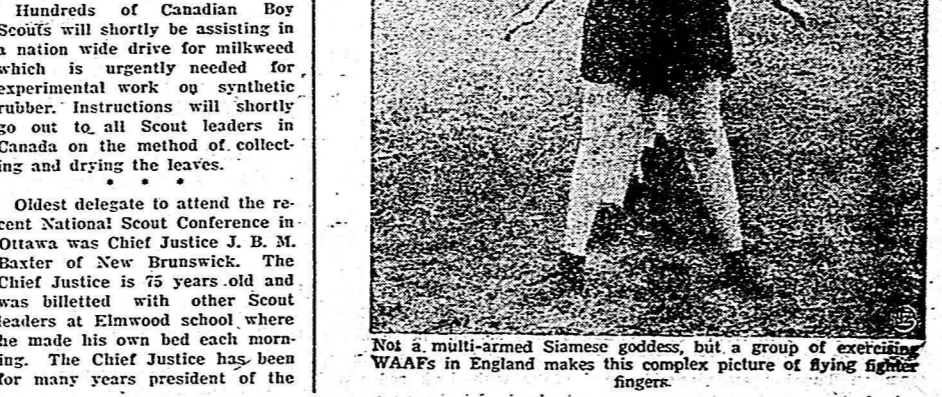 Hundreds of Canadian Boy
Scouts will shortly be assisting in
a nation wide drive for milkweed
which is urgently needed for
experimental work on synthetic
rubber. Instructions will shortly
go out to all Scout leaders in
Canada on the method of collect-
ing and drying the leaves.
* * *
Oldest delegate to attend the re-
cent National Scout Conference in
Ottawa was Chief Justice J. B. M.
Baxter of New Brunswick. The
Chief Justice is 75 years old and
was billetted with other Scout
leaders at Elmwood school where
he made his own bed each morn-
ing. The Chief Justice has been
for many years president of the
Not a multi-armed Siamese goddess, but a group of exercising
WAAFs in England makes this complex picture of flying fighter
fingers.